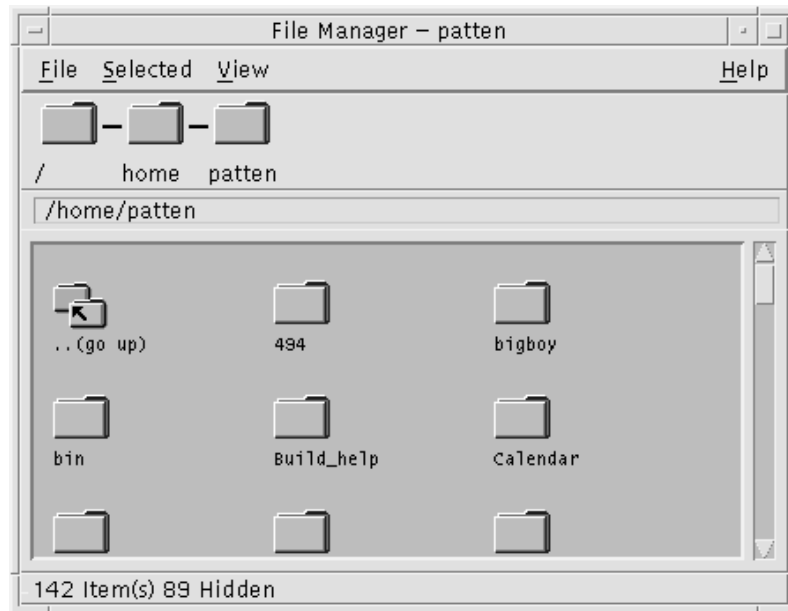 File Manager – patten
File Selected View Help
/ home patten
/home/patten
..(go up) 494 bigboy
bin Build_help Calendar
142 Item(s) 89 Hidden